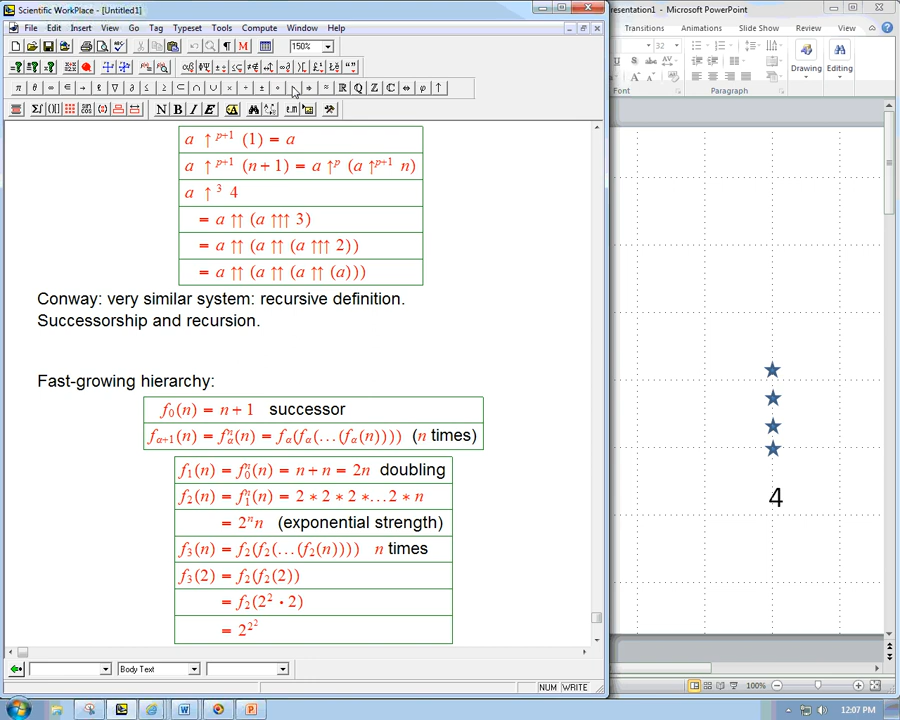 Scientific WorkPlace - [Untitled1]
File Edit Insert View Go Tag Typeset Tools Compute Window Help
150%
a ↑^{p+1} (1) = a
a ↑^{p+1} (n + 1) = a ↑^p (a ↑^{p+1} n)
a ↑^3 4
= a ↑↑ (a ↑↑↑ 3)
= a ↑↑ (a ↑↑ (a ↑↑↑ 2))
= a ↑↑ (a ↑↑ (a ↑↑ (a)))
Conway: very similar system: recursive definition.
Successorship and recursion.
Fast-growing hierarchy:
f_0(n) = n + 1 successor
f_{α+1}(n) = f_α^n(n) = f_α(f_α(…(f_α(n)))) (n times)
f_1(n) = f_0^n(n) = n + n = 2n doubling
f_2(n) = f_1^n(n) = 2 * 2 * 2 *…2 * n
= 2^n n (exponential strength)
f_3(n) = f_2(f_2(…(f_2(n)))) n times
f_3(2) = f_2(f_2(2))
= f_2(2^2 · 2)
= 2^{2^2}
Body Text
NUM WRITE
resentation1 - Microsoft PowerPoint
Transitions Animations Slide Show Review View
32
Drawing Editing
Font Paragraph
4
100%
12:07 PM